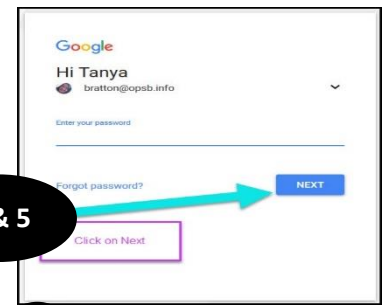 Google
Hi Tanya
bratton@opsb.info
Enter your password
Forgot password?
NEXT
& 5
Click on Next